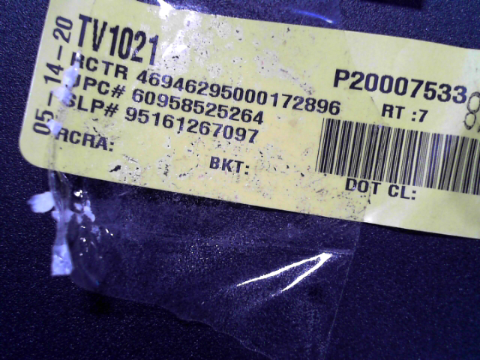 05-14-20
TV1021
HCTR 46946295000172896
UPC# 60958525264
SLP# 95161267097
RCRA:
BKT:
P20007533
RT :7
DOT CL: